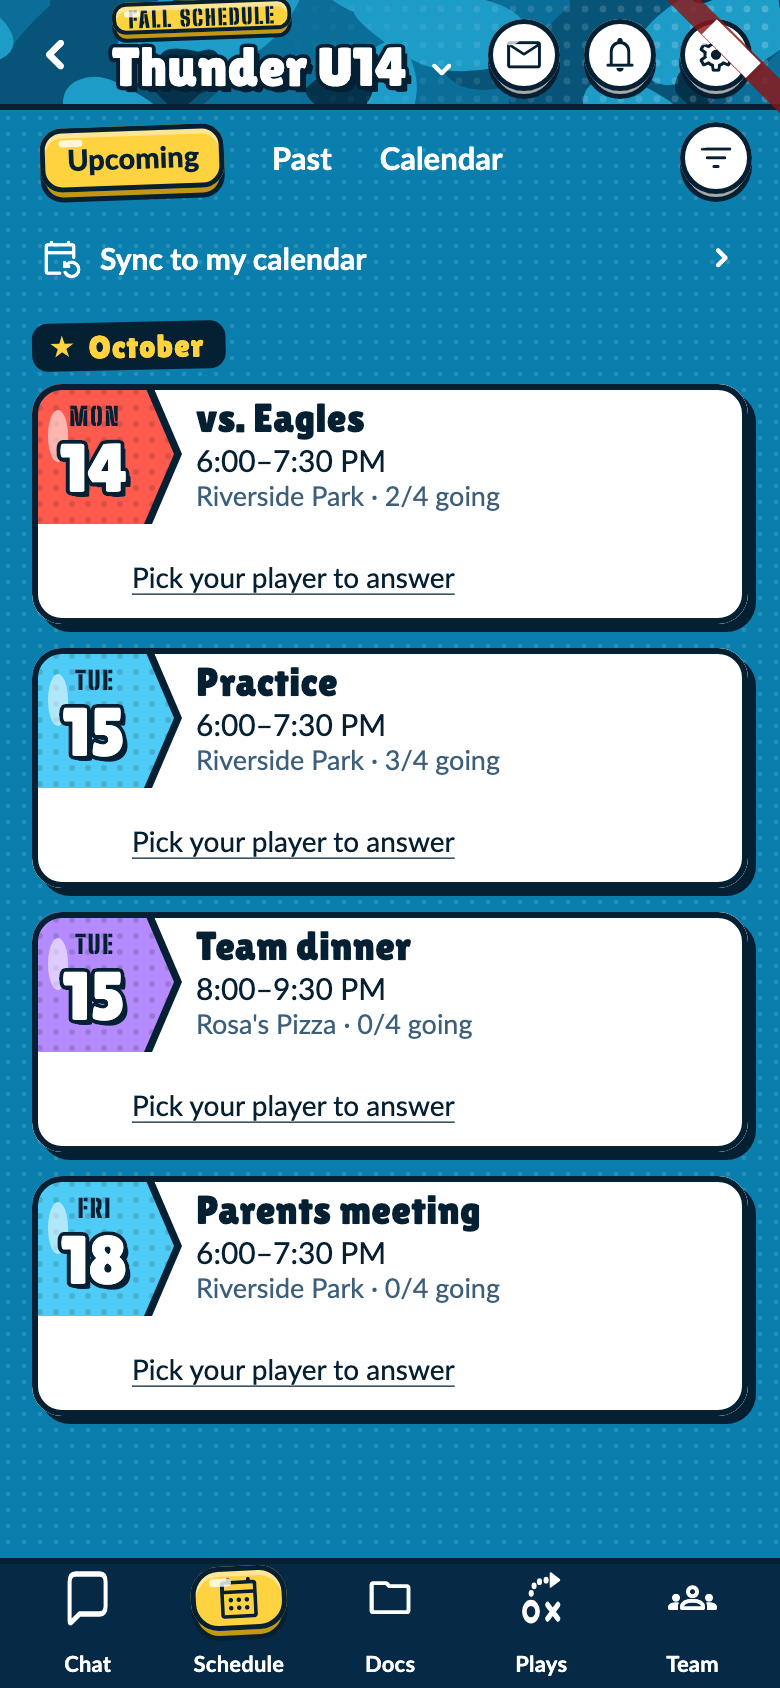 FALL SCHEDULE
Thunder U14
Upcoming
Past
Calendar
Sync to my calendar
★ October
MON
14
vs. Eagles
6:00–7:30 PM
Riverside Park · 2/4 going
Pick your player to answer
TUE
15
Practice
6:00–7:30 PM
Riverside Park · 3/4 going
Pick your player to answer
TUE
15
Team dinner
8:00–9:30 PM
Rosa's Pizza · 0/4 going
Pick your player to answer
FRI
18
Parents meeting
6:00–7:30 PM
Riverside Park · 0/4 going
Pick your player to answer
Chat
Schedule
Docs
Plays
Team